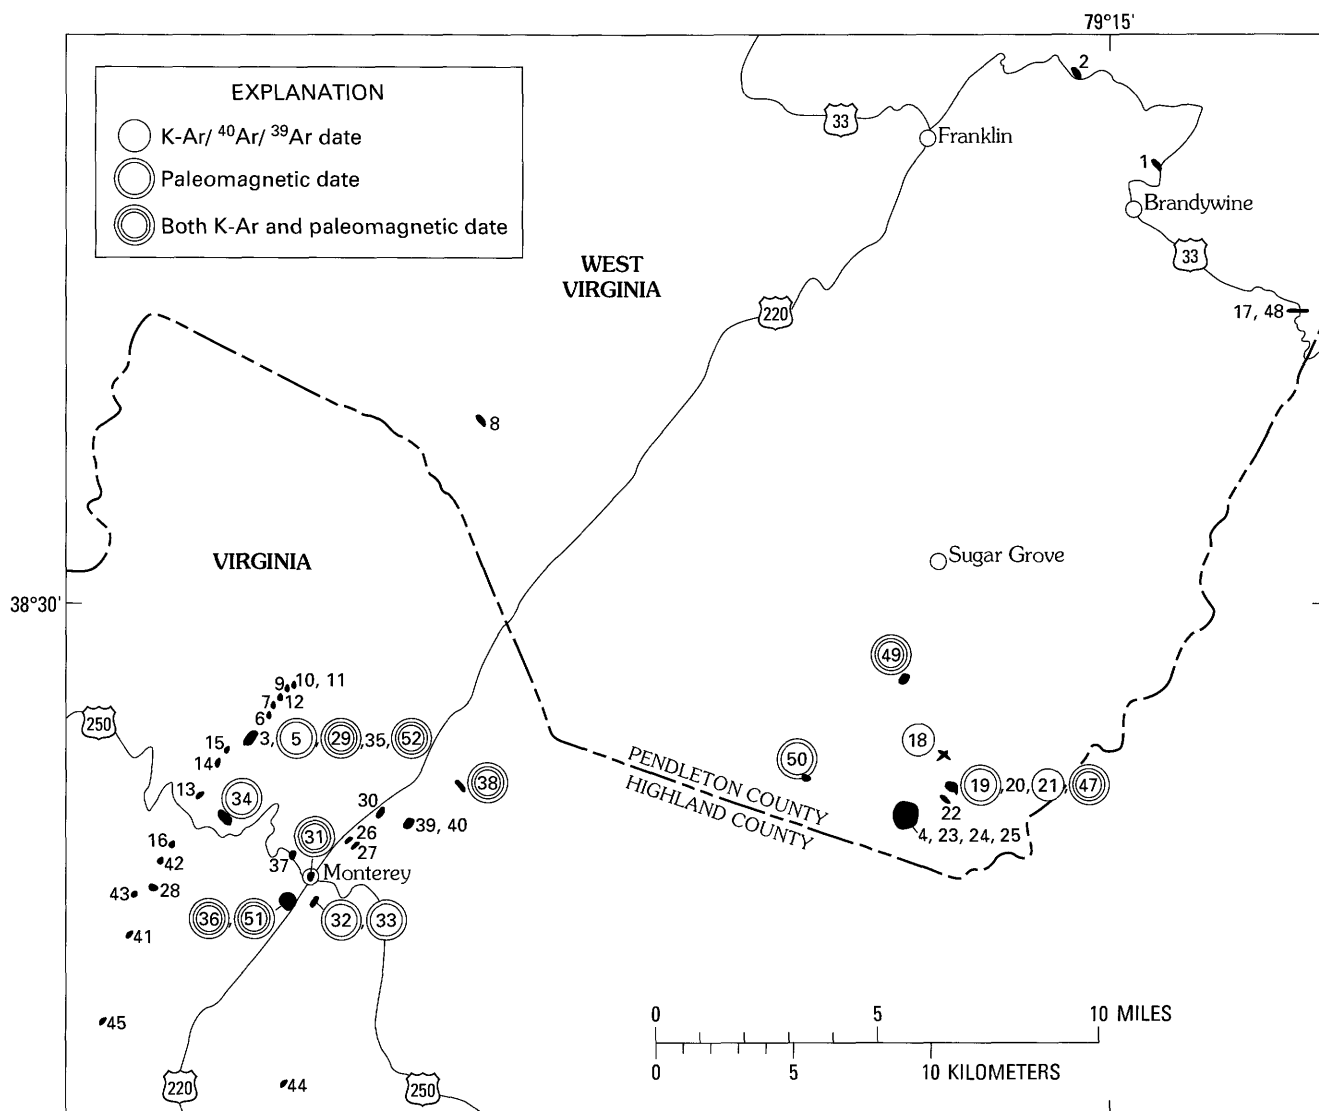 79°15'
EXPLANATION
K-Ar/ 40Ar/ 39Ar date
Paleomagnetic date
Both K-Ar and paleomagnetic date
2
33
Franklin
1
Brandywine
33
WEST
VIRGINIA
220
17, 48
8
VIRGINIA
Sugar Grove
38°30'
49
9 10, 11
7 12
6
250
3, 5, 29, 35, 52
15
14
18
50
PENDLETON COUNTY
HIGHLAND COUNTY
38
13
34
19, 20, 21, 47
22
30
39, 40
4, 23, 24, 25
31
26
27
16
42
37
Monterey
43
28
36, 51
32, 33
41
45
0 5 10 MILES
0 5 10 KILOMETERS
220
44
250